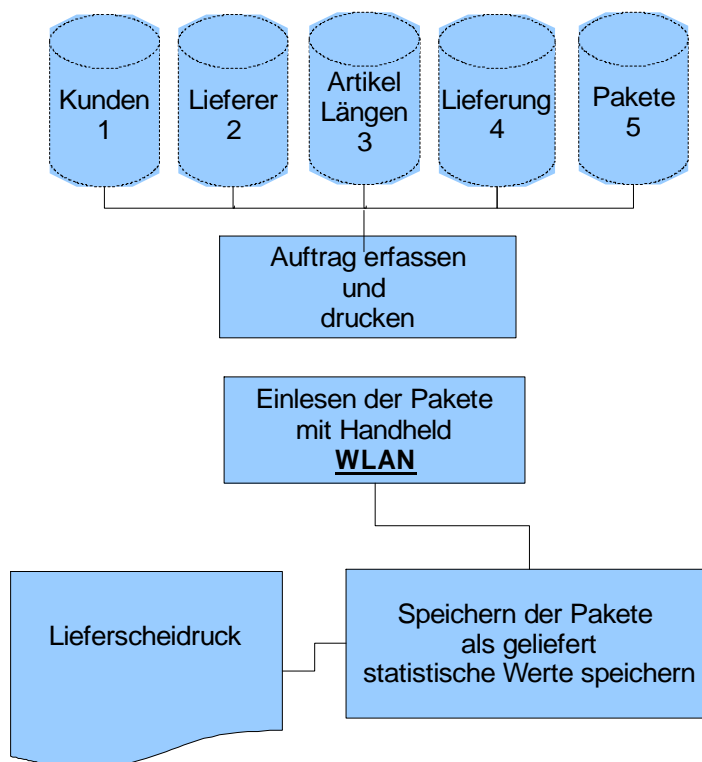 Kunden
1
Lieferer
2
Artikel
Längen
3
Lieferung
4
Pakete
5
Auftrag erfassen
und
drucken
Einlesen der Pakete
mit Handheld
WLAN
Lieferscheidruck
Speichern der Pakete
als geliefert
statistische Werte speichern